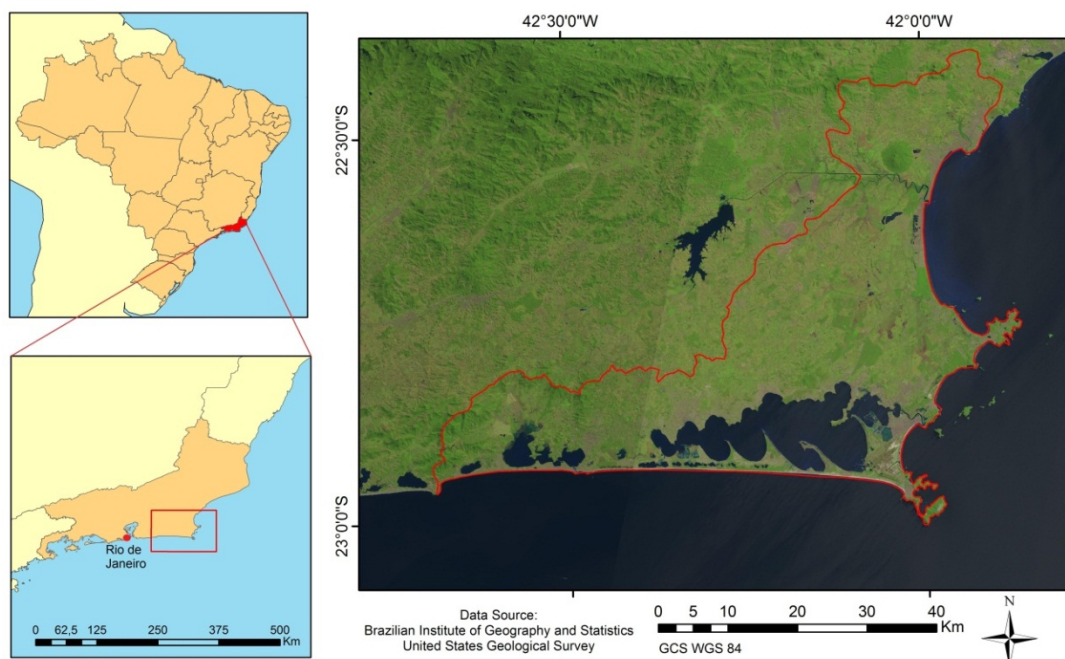 42°30'0"W
42°0'0"W
22°30'0"S
23°0'0"S
Rio de
Janeiro
0 62,5 125 250 375 500
Km
Data Source:
Brazilian Institute of Geography and Statistics
United States Geological Survey
0 5 10 20 30 40
Km
GCS WGS 84
N